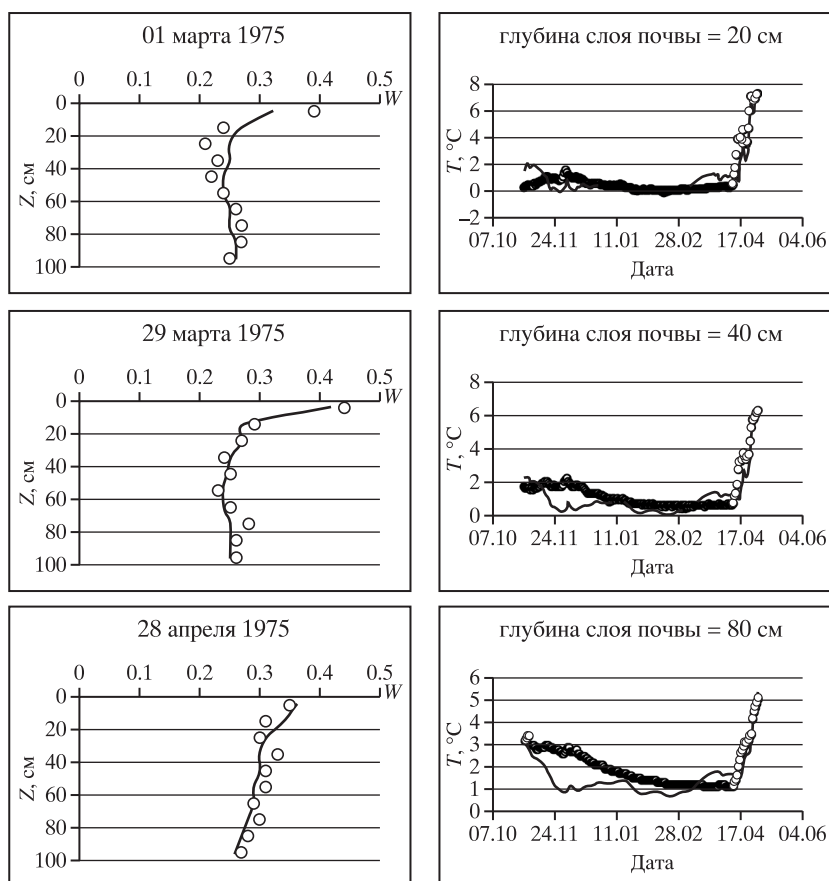 01 марта 1975
0 0.1 0.2 0.3 0.4 0.5
W
0
20
40
60
80
100
Z, см
глубина слоя почвы = 20 см
8
6
4
2
0
–2
T, °C
07.10 24.11 11.01 28.02 17.04 04.06
Дата
29 марта 1975
0 0.1 0.2 0.3 0.4 0.5
W
0
20
40
60
80
100
Z, см
глубина слоя почвы = 40 см
8
6
4
2
0
T, °C
07.10 24.11 11.01 28.02 17.04 04.06
Дата
28 апреля 1975
0 0.1 0.2 0.3 0.4 0.5
W
0
20
40
60
80
100
Z, см
глубина слоя почвы = 80 см
6
5
4
3
2
1
0
T, °C
07.10 24.11 11.01 28.02 17.04 04.06
Дата